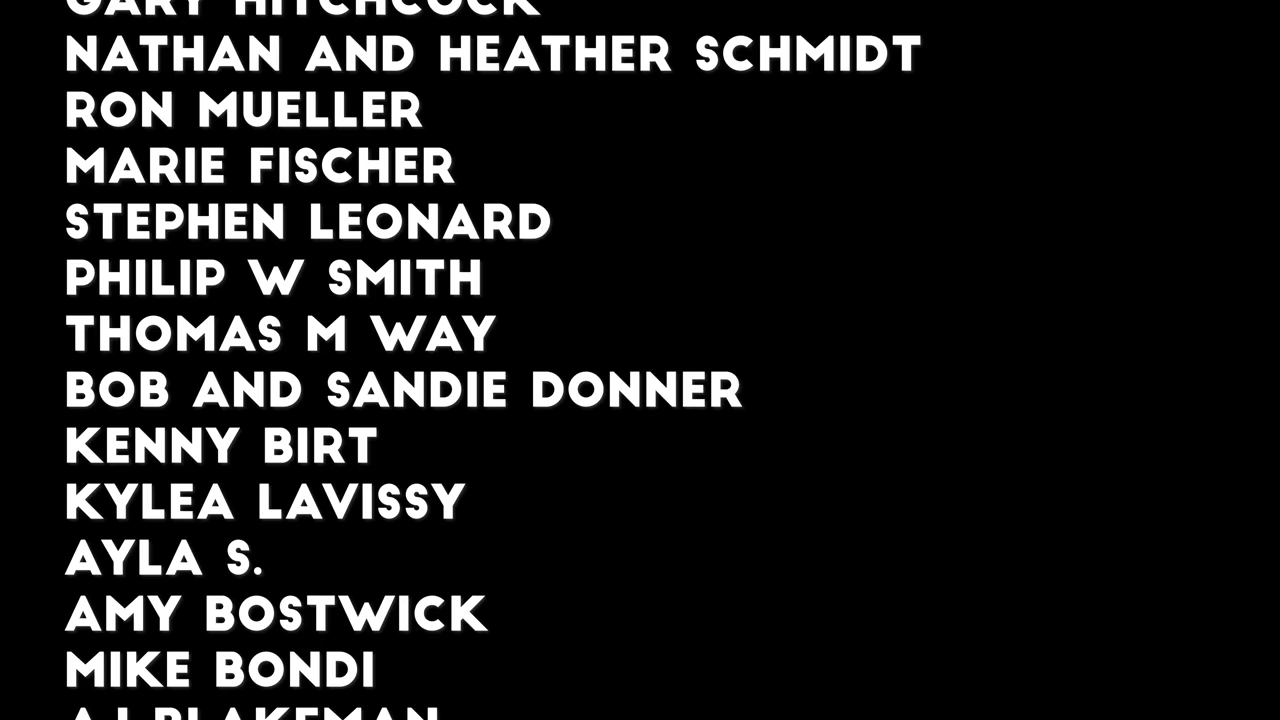 GARY HITCHCOCK
NATHAN AND HEATHER SCHMIDT
RON MUELLER
MARIE FISCHER
STEPHEN LEONARD
PHILIP W SMITH
THOMAS M WAY
BOB AND SANDIE DONNER
KENNY BIRT
KYLEA LAVISSY
AYLA S.
AMY BOSTWICK
MIKE BONDI
AJ BLAKEMAN